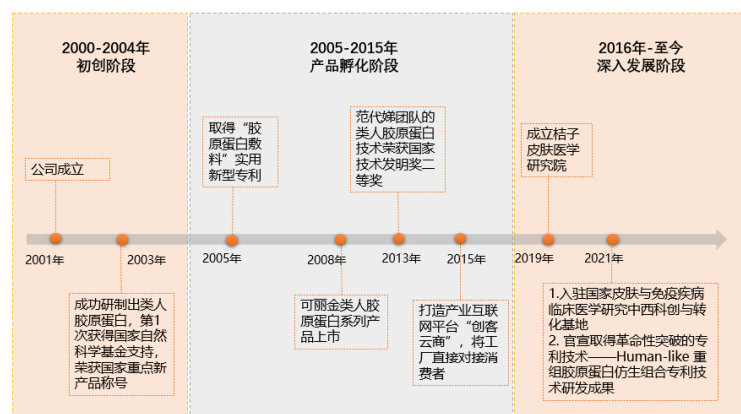 2000-2004年
初创阶段
2005-2015年
产品孵化阶段
2016年-至今
深入发展阶段
公司成立
取得“胶
原蛋白敷
料”实用
新型专利
范代娣团队的
类人胶原蛋白
技术荣获国家
技术发明奖二
等奖
成立桔子
皮肤医学
研究院
2001年
2003年
2005年
2008年
2013年
2015年
2019年
2021年
成功研制出类人
胶原蛋白，第1
次获得国家自然
科学基金支持，
荣获国家重点新
产品称号
可丽金类人胶
原蛋白系列产
品上市
打造产业互联
网平台“创客
云商”，将工
厂直接对接消
费者
1.入驻国家皮肤与免疫疾病
临床医学研究中西科创与转
化基地
2. 官宣取得革命性突破的专
利技术——Human-like 重
组胶原蛋白仿生组合专利技
术研发成果